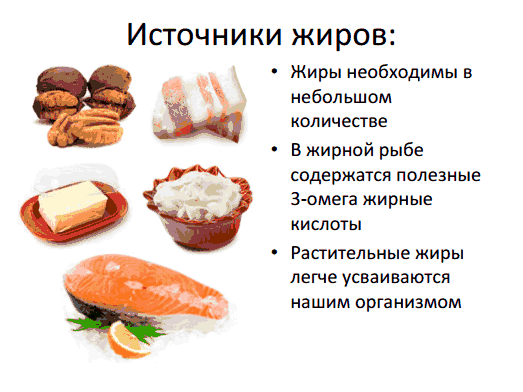 Источники жиров:
• Жиры необходимы в
небольшом
количестве
• В жирной рыбе
содержатся полезные
3-омега жирные
кислоты
• Растительные жиры
легче усваиваются
нашим организмом